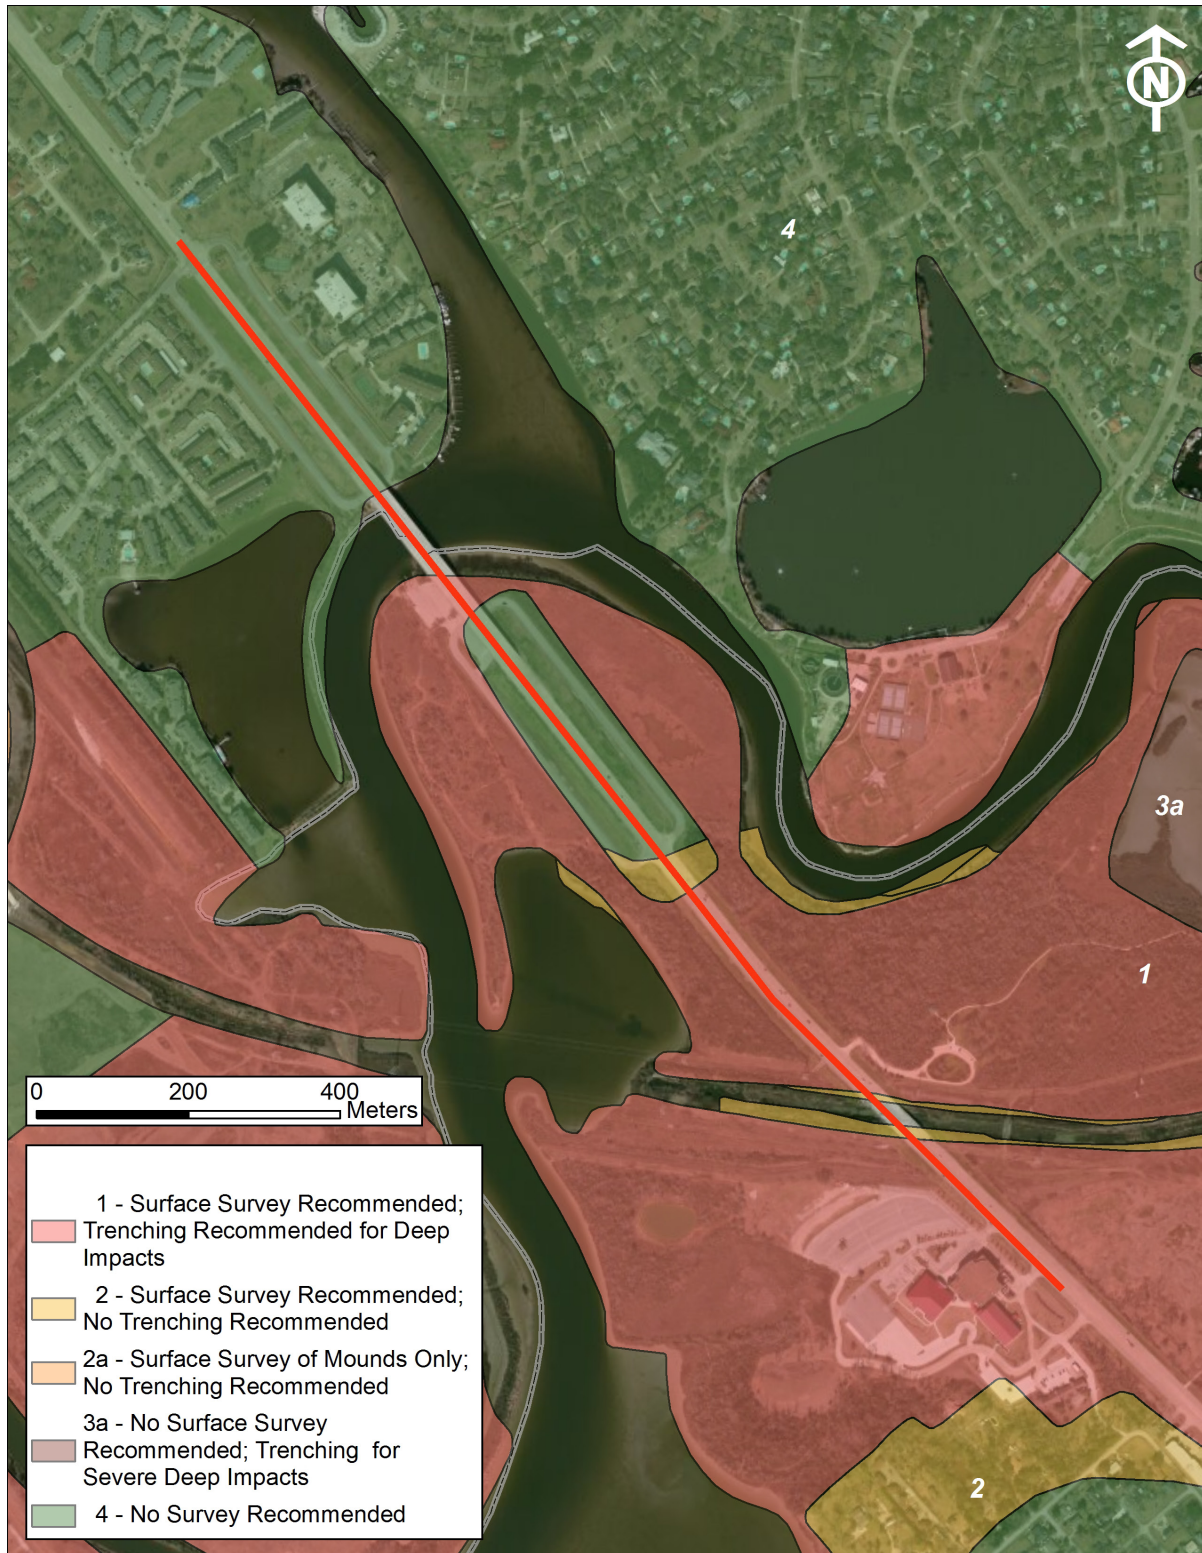 N
4
3a
1
0 200 400
Meters
1 - Surface Survey Recommended;
Trenching Recommended for Deep
Impacts
2 - Surface Survey Recommended;
No Trenching Recommended
2a - Surface Survey of Mounds Only;
No Trenching Recommended
3a - No Surface Survey
Recommended; Trenching for
Severe Deep Impacts
4 - No Survey Recommended
2